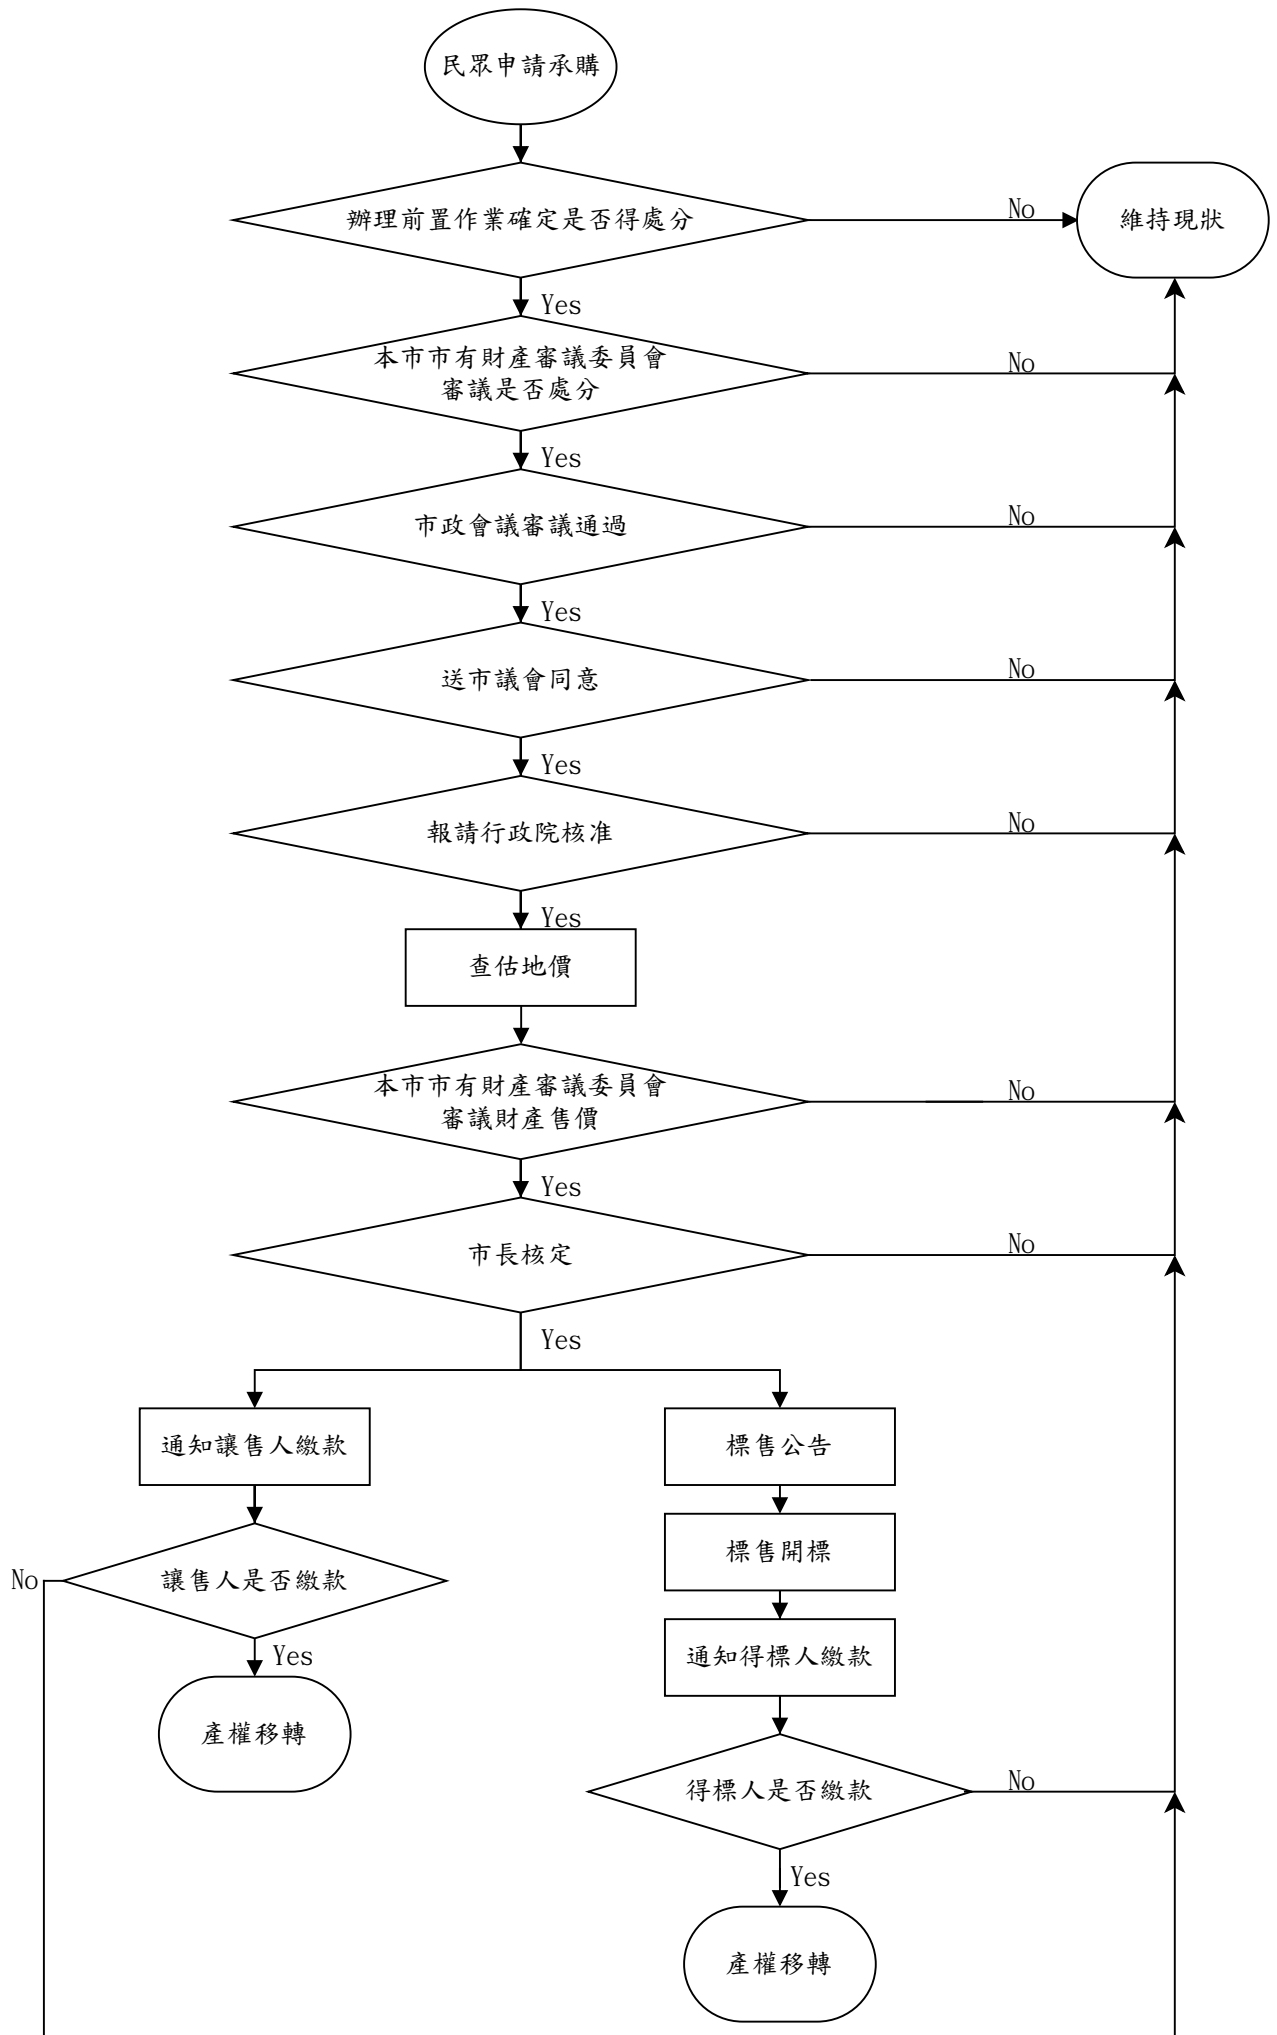 民眾申請承購
辦理前置作業確定是否得處分
No
維持現狀
Yes
本市市有財產審議委員會
審議是否處分
No
Yes
市政會議審議通過
No
Yes
送市議會同意
No
Yes
報請行政院核准
No
Yes
查估地價
本市市有財產審議委員會
審議財產售價
No
Yes
市長核定
No
Yes
通知讓售人繳款
標售公告
標售開標
No
讓售人是否繳款
Yes
通知得標人繳款
產權移轉
得標人是否繳款
No
Yes
產權移轉